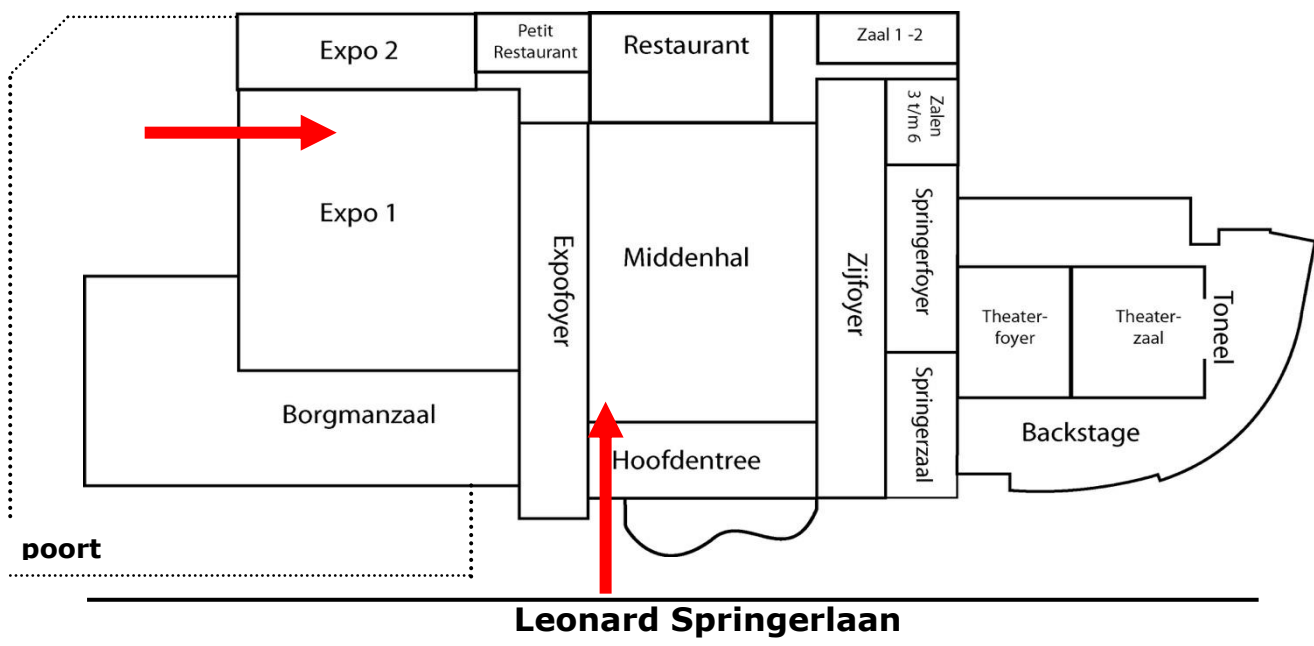 Expo 2
Petit
Restaurant
Restaurant
Zaal 1 -2
Zalen
3 t/m 6
Expo 1
Expofoyer
Middenhal
Zijfoyer
Springerfoyer
Theater-
foyer
Theater-
zaal
Toneel
Borgmanzaal
Hoofdentree
Springerzaal
Backstage
poort
Leonard Springerlaan